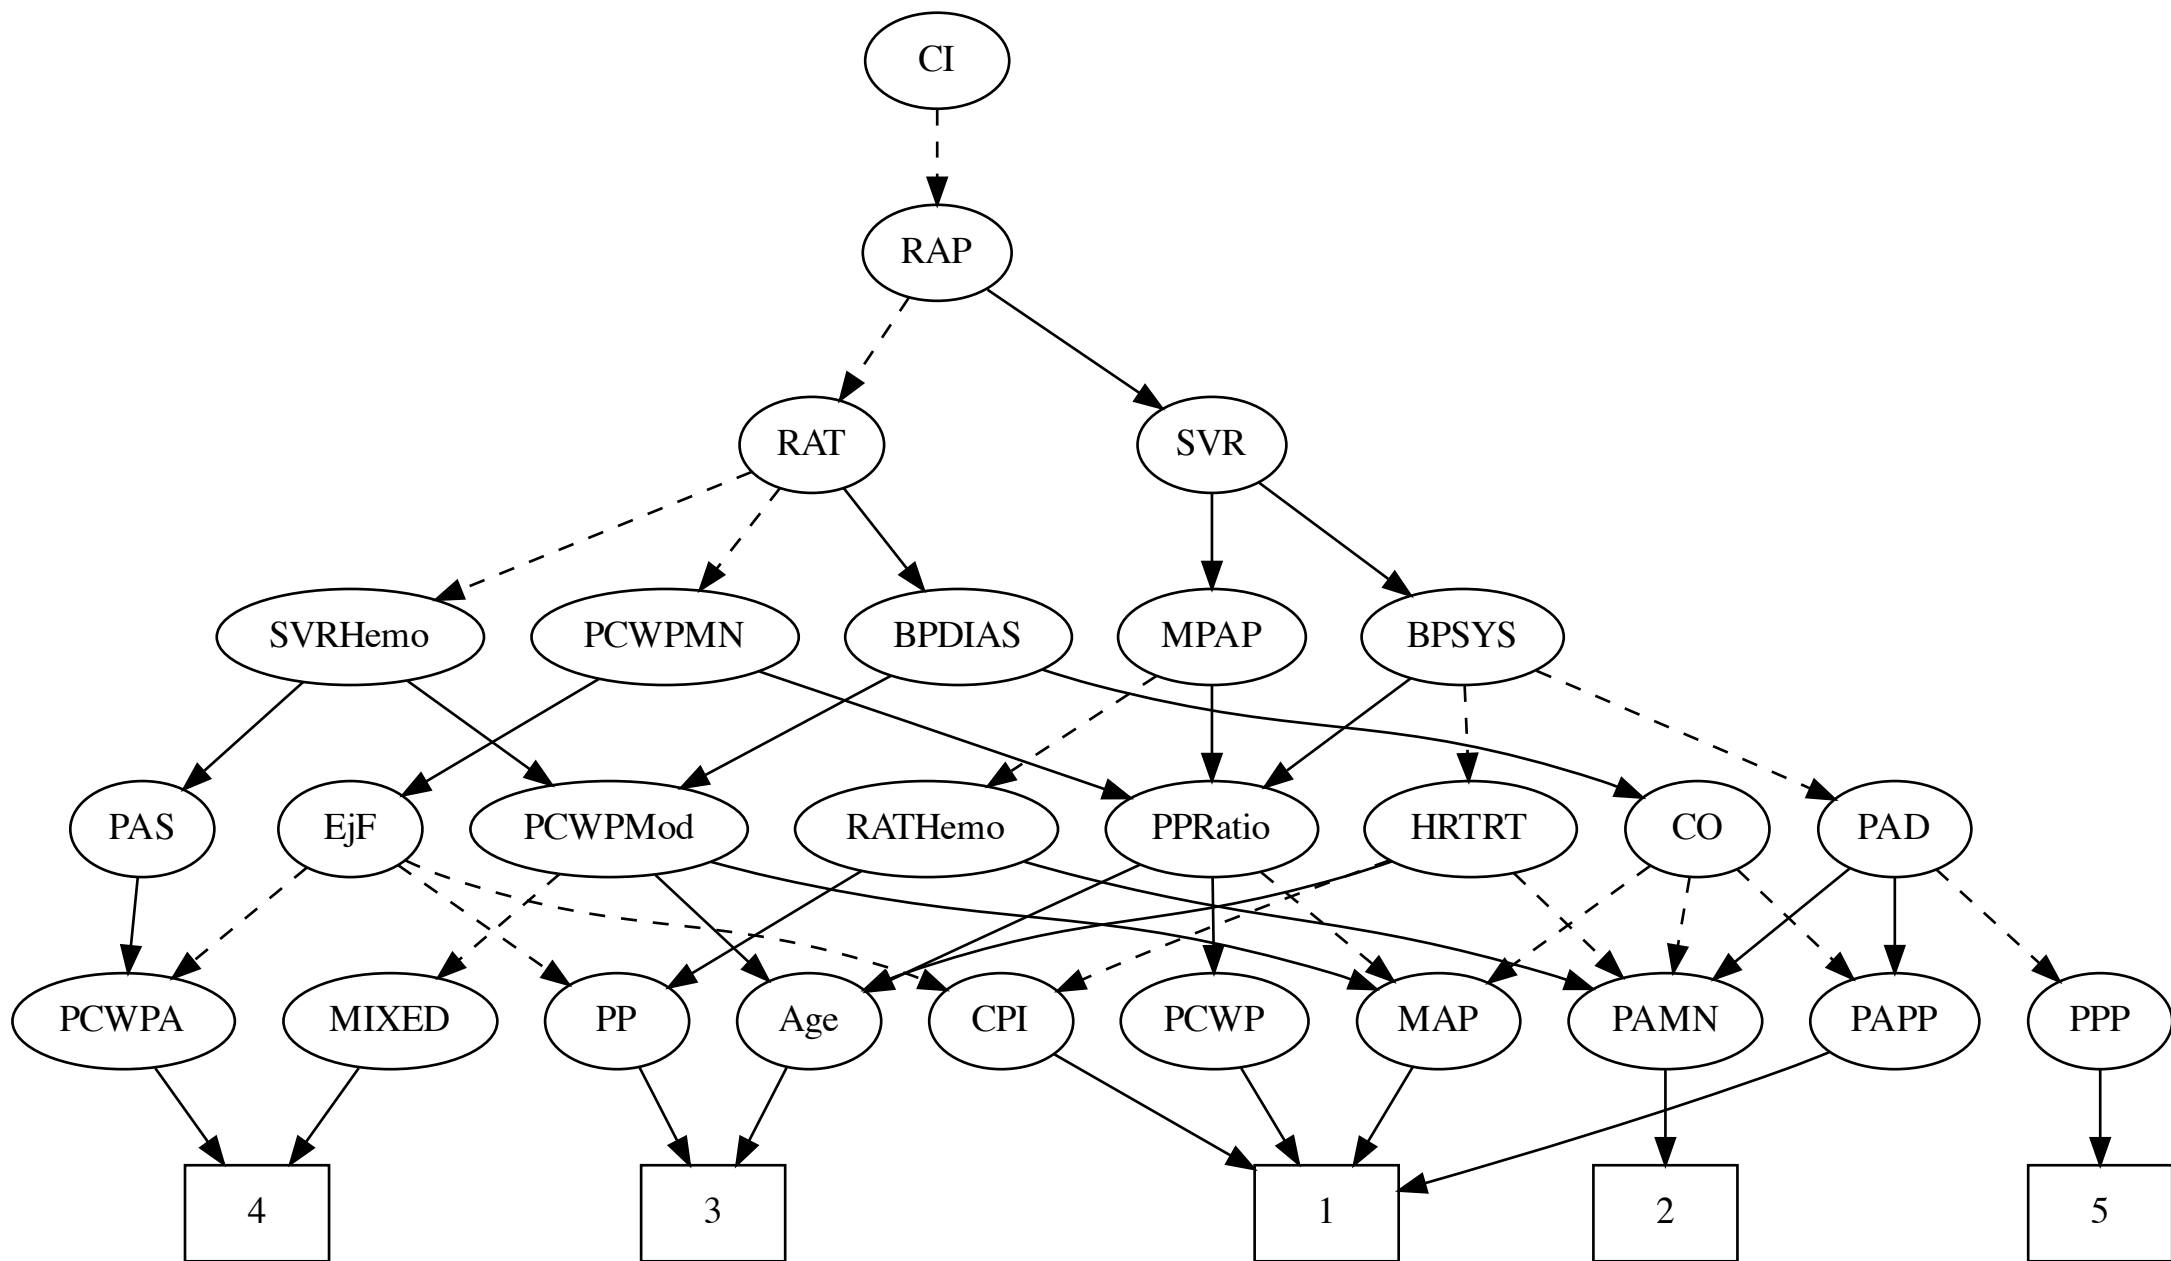 CI
RAP
RAT
SVR
SVRHemo
PCWPMN
BPDIAS
MPAP
BPSYS
PAS
EjF
PCWPMod
RATHemo
PPRatio
HRTRT
CO
PAD
PCWPA
MIXED
PP
Age
CPI
PCWP
MAP
PAMN
PAPP
PPP
4
3
1
2
5